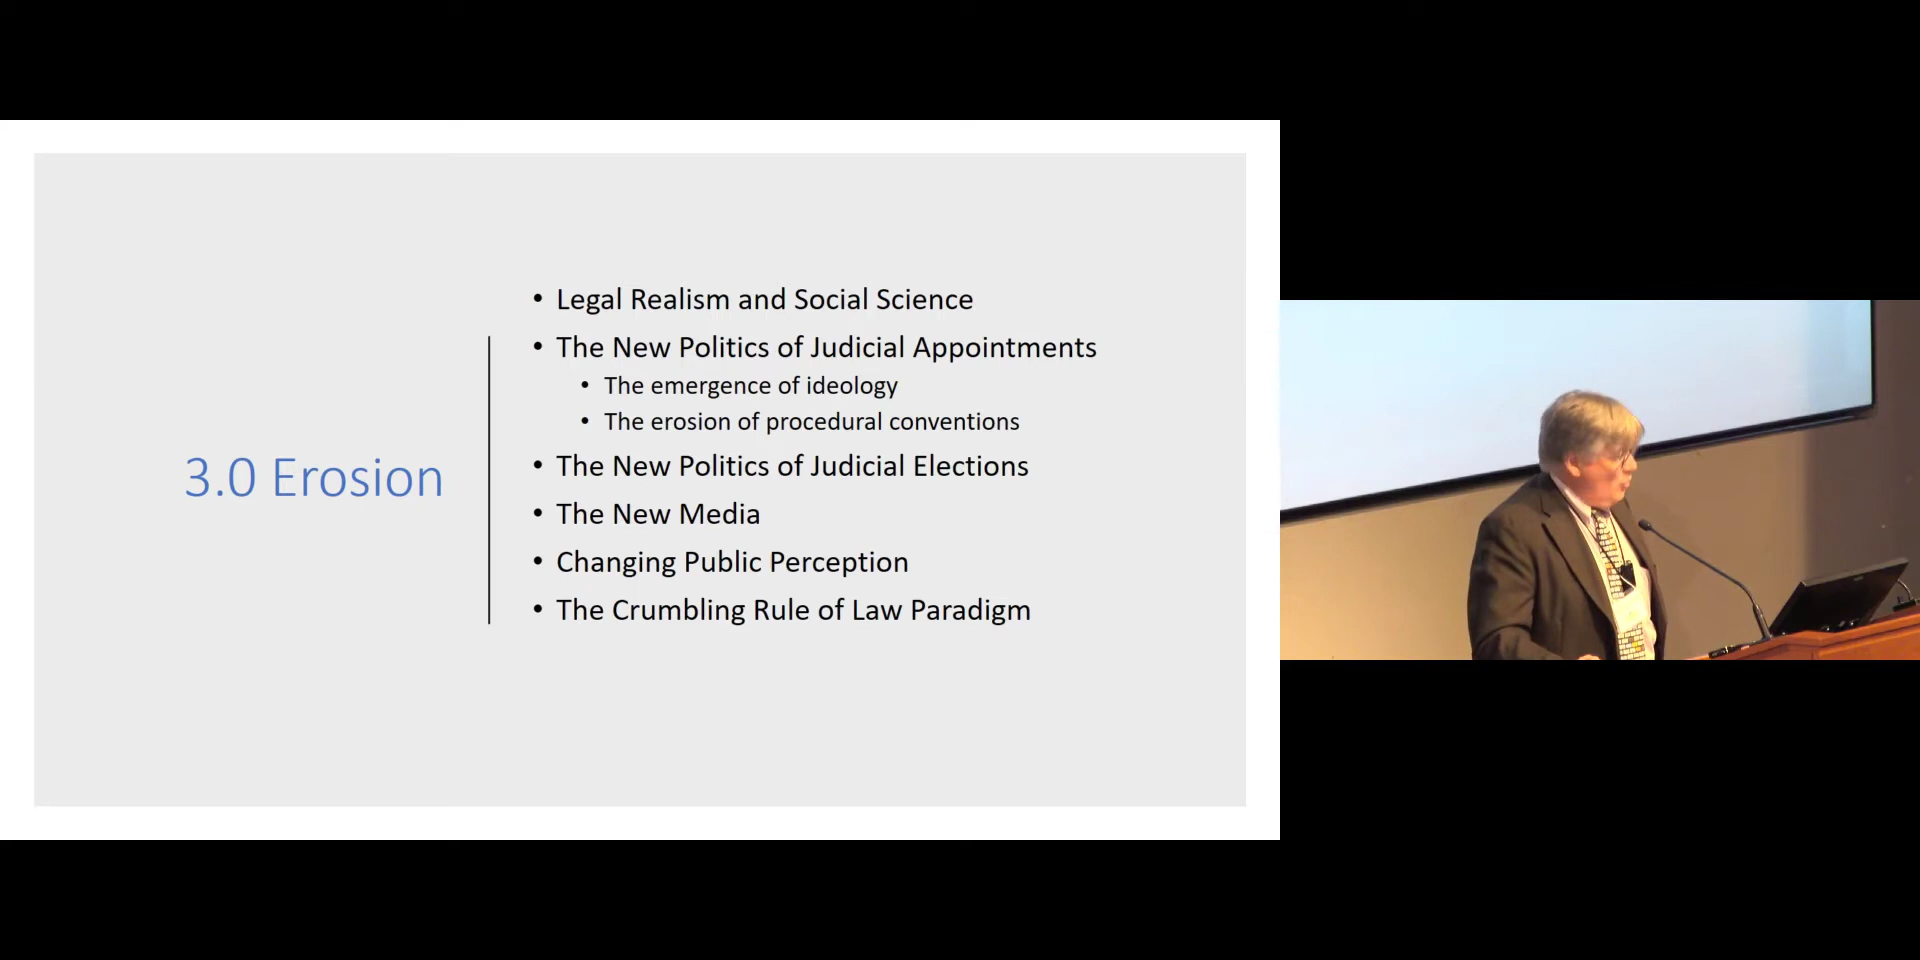 3.0 Erosion
• Legal Realism and Social Science
• The New Politics of Judicial Appointments
• The emergence of ideology
• The erosion of procedural conventions
• The New Politics of Judicial Elections
• The New Media
• Changing Public Perception
• The Crumbling Rule of Law Paradigm